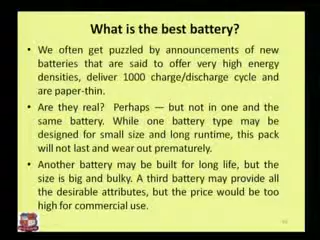 What is the best battery?
• We often get puzzled by announcements of new
batteries that are said to offer very high energy
densities, deliver 1000 charge/discharge cycle and
are paper-thin.
• Are they real? Perhaps — but not in one and the
same battery. While one battery type may be
designed for small size and long runtime, this pack
will not last and wear out prematurely.
• Another battery may be built for long life, but the
size is big and bulky. A third battery may provide all
the desirable attributes, but the price would be too
high for commercial use.